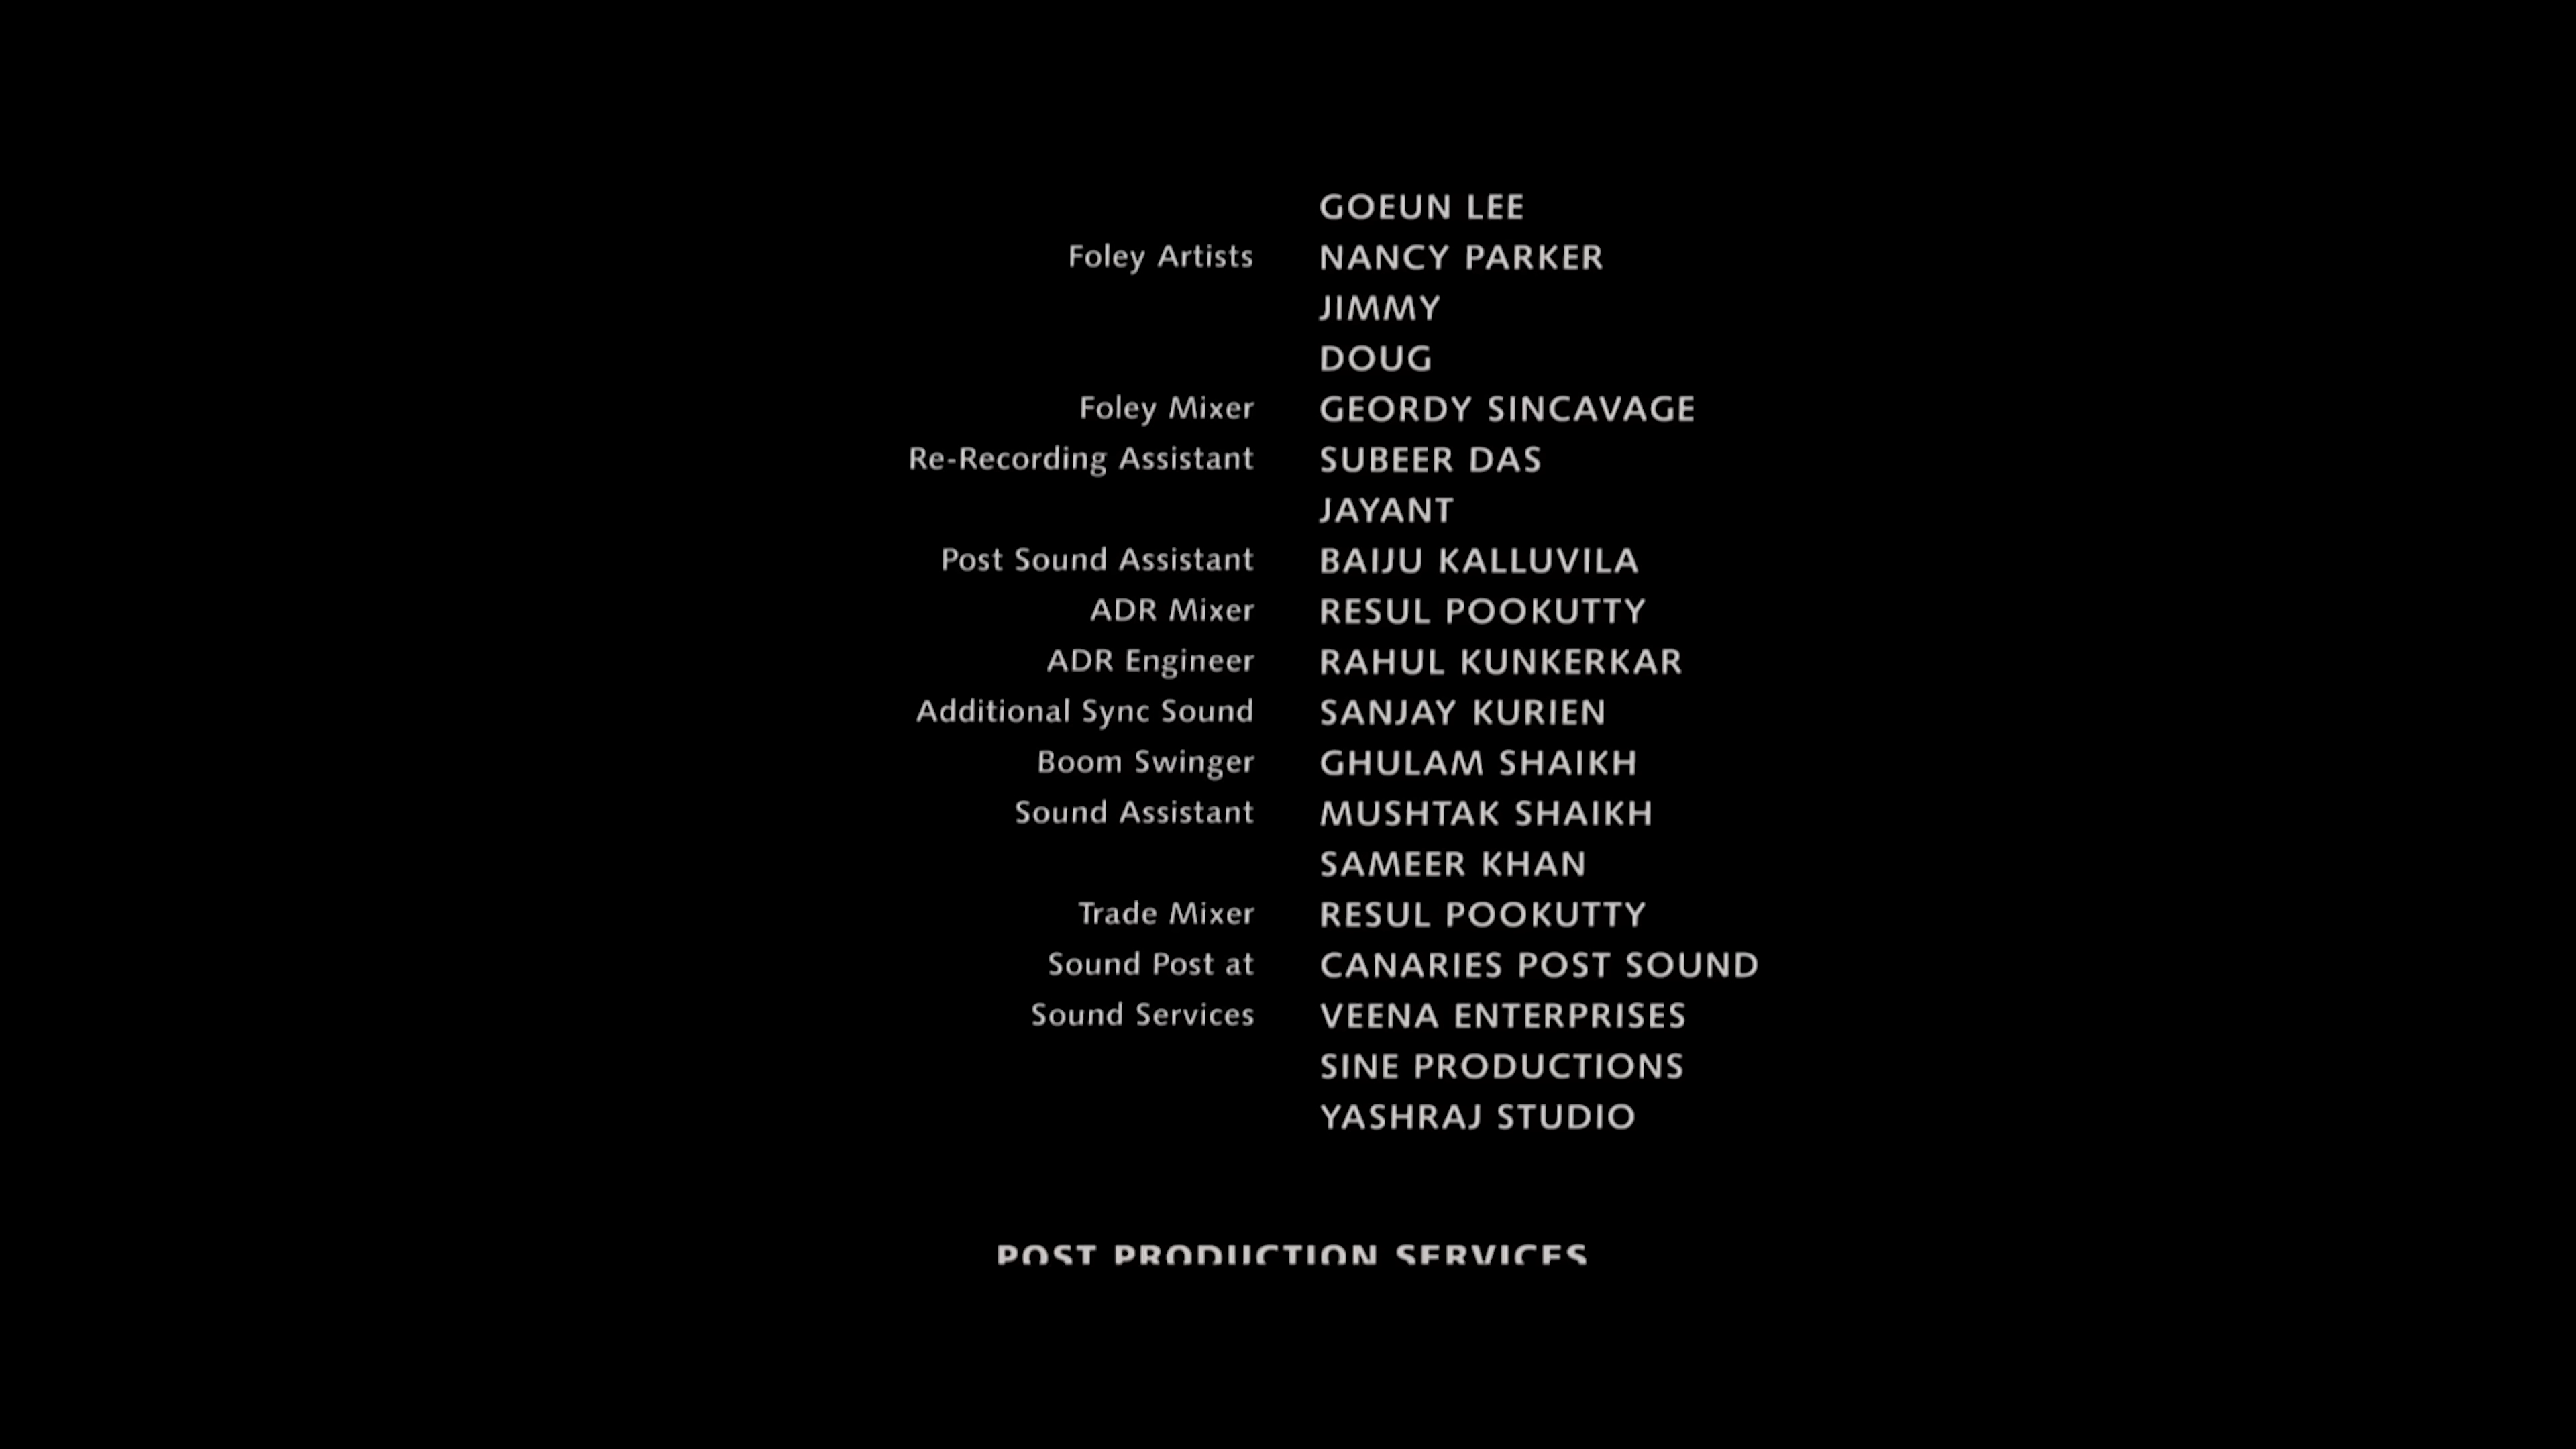 GOEUN LEE
Foley Artists NANCY PARKER
JIMMY
DOUG
Foley Mixer GEORDY SINCAVAGE
Re-Recording Assistant SUBEER DAS
JAYANT
Post Sound Assistant BAIJU KALLUVILA
ADR Mixer RESUL POOKUTTY
ADR Engineer RAHUL KUNKERKAR
Additional Sync Sound SANJAY KURIEN
Boom Swinger GHULAM SHAIKH
Sound Assistant MUSHTAK SHAIKH
SAMEER KHAN
Trade Mixer RESUL POOKUTTY
Sound Post at CANARIES POST SOUND
Sound Services VEENA ENTERPRISES
SINE PRODUCTIONS
YASHRAJ STUDIO
POST PRODUCTION SERVICES